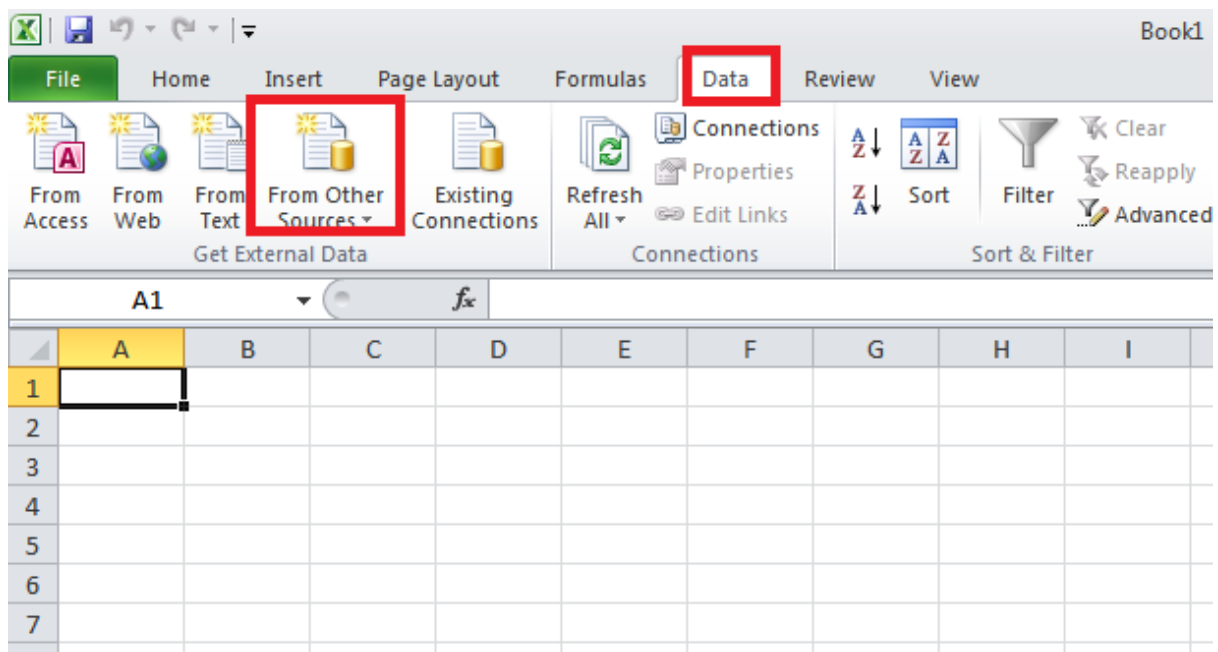 Book1
File Home Insert Page Layout Formulas Data Review View
From Access
From Web
From Text
From Other Sources
Existing Connections
Get External Data
Refresh All
Connections
Properties
Edit Links
Connections
Sort
Filter
Clear
Reapply
Advanced
Sort & Filter
A1 fx
A B C D E F G H I
1
2
3
4
5
6
7